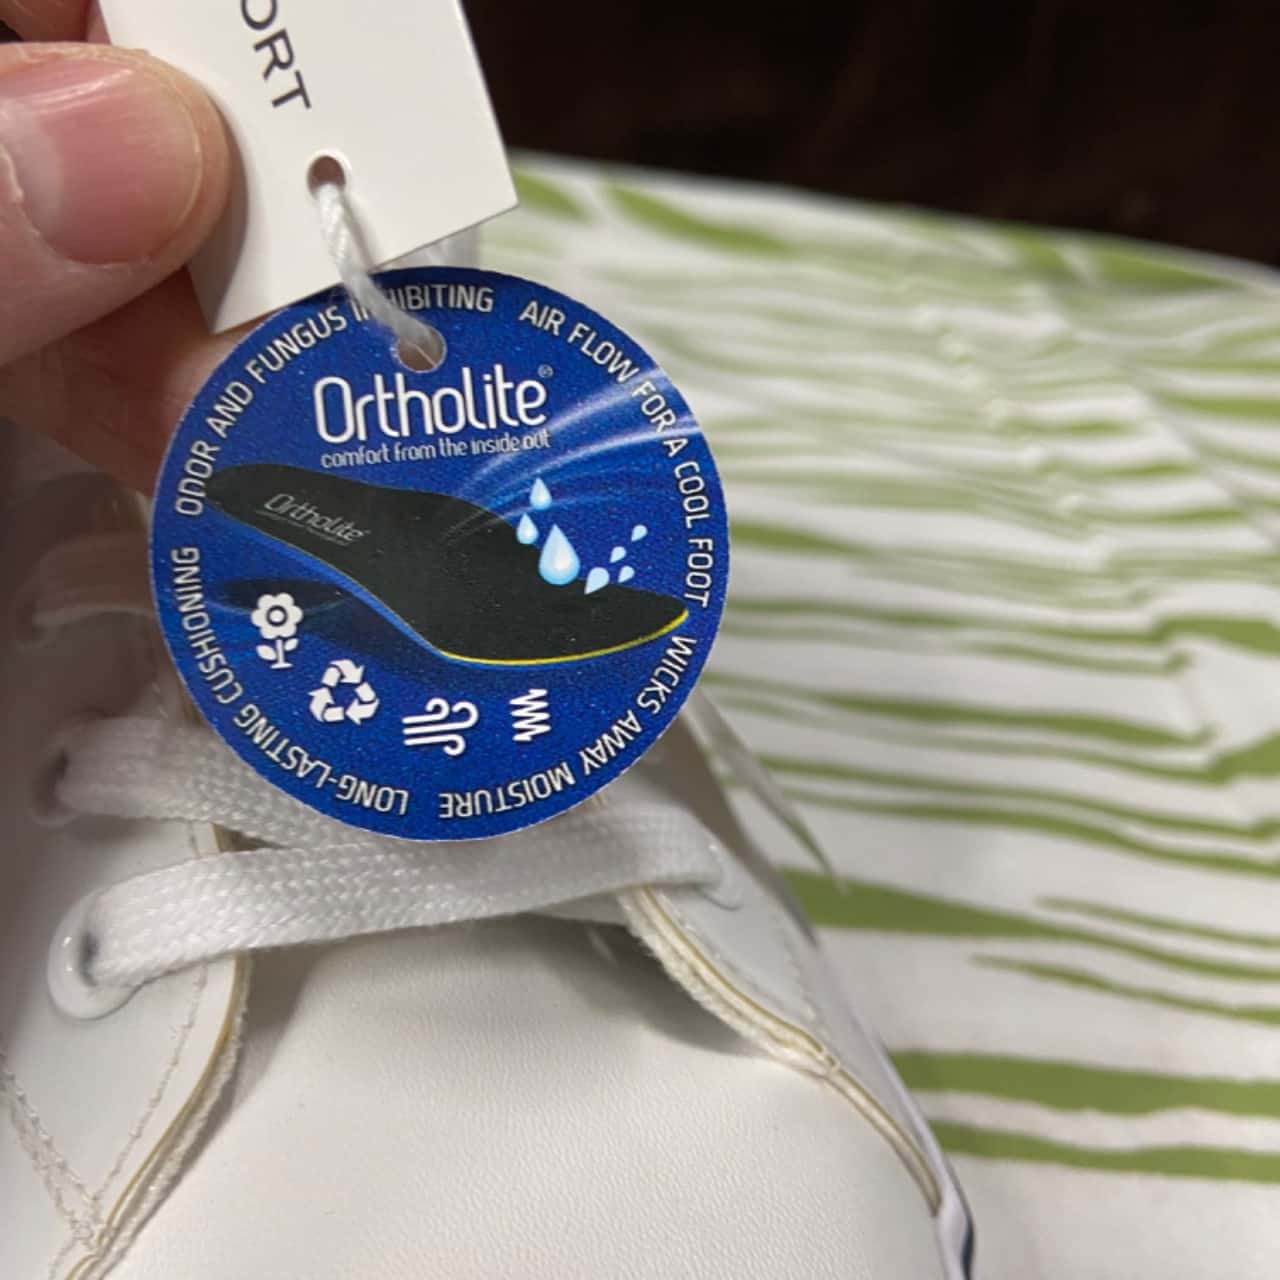 ORT
ODOR AND FUNGUS INHIBITING
AIR FLOW FOR A COOL FOOT
Ortholite®
comfort from the inside out
Ortholite
WICKS AWAY MOISTURE
LONG-LASTING CUSHIONING